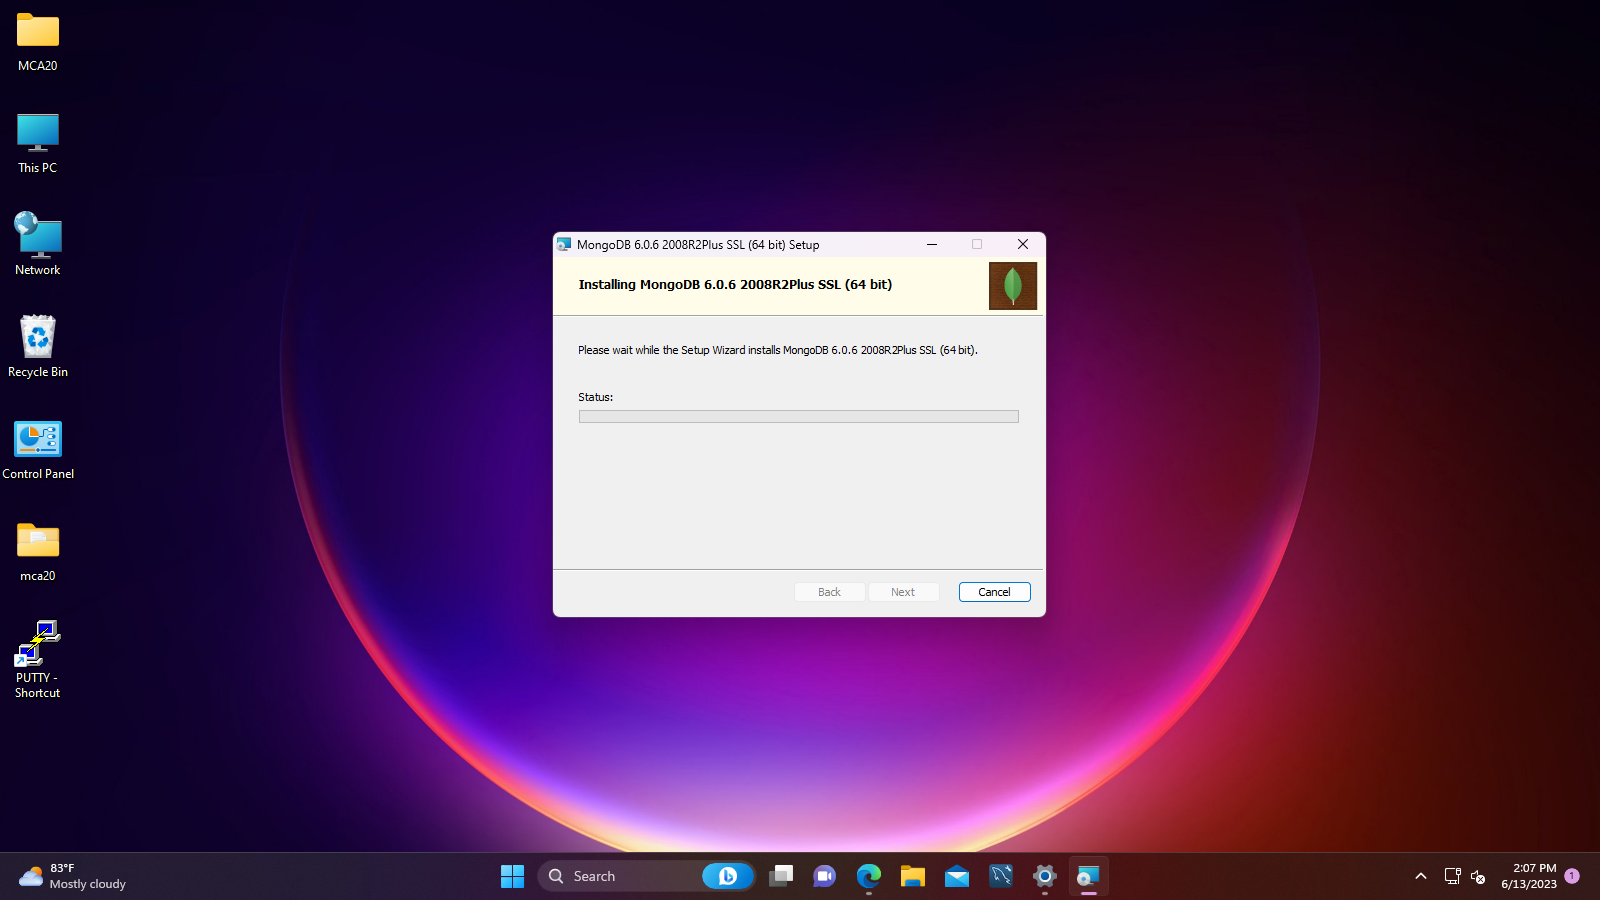 MCA20
This PC
Network
Recycle Bin
Control Panel
mca20
PUTTY -
Shortcut
MongoDB 6.0.6 2008R2Plus SSL (64 bit) Setup
Installing MongoDB 6.0.6 2008R2Plus SSL (64 bit)
Please wait while the Setup Wizard installs MongoDB 6.0.6 2008R2Plus SSL (64 bit).
Status:
Back
Next
Cancel
83°F
Mostly cloudy
Search
2:07 PM
6/13/2023
1